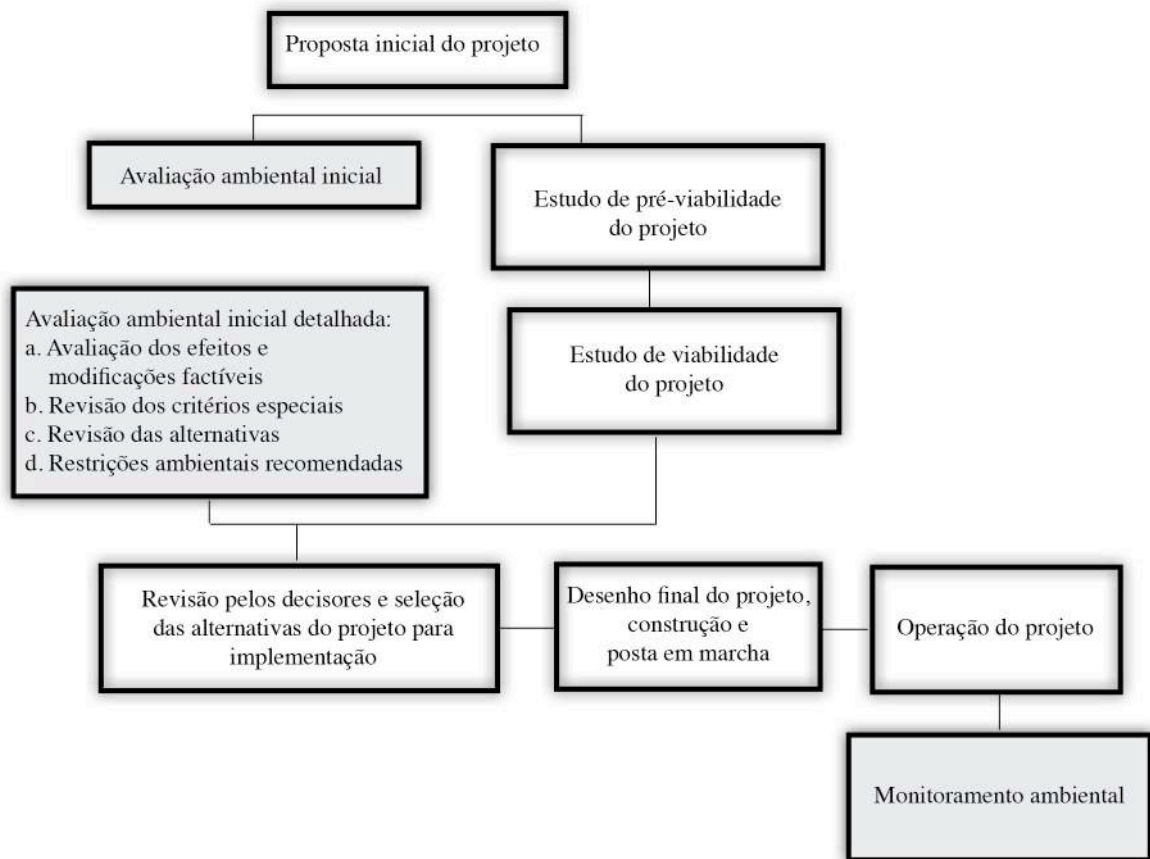 Proposta inicial do projeto
Avaliação ambiental inicial
Estudo de pré-viabilidade
do projeto
Avaliação ambiental inicial detalhada:
a. Avaliação dos efeitos e
modificações factíveis
b. Revisão dos critérios especiais
c. Revisão das alternativas
d. Restrições ambientais recomendadas
Estudo de viabilidade
do projeto
Revisão pelos decisores e seleção
das alternativas do projeto para
implementação
Desenho final do projeto,
construção e
posta em marcha
Operação do projeto
Monitoramento ambiental